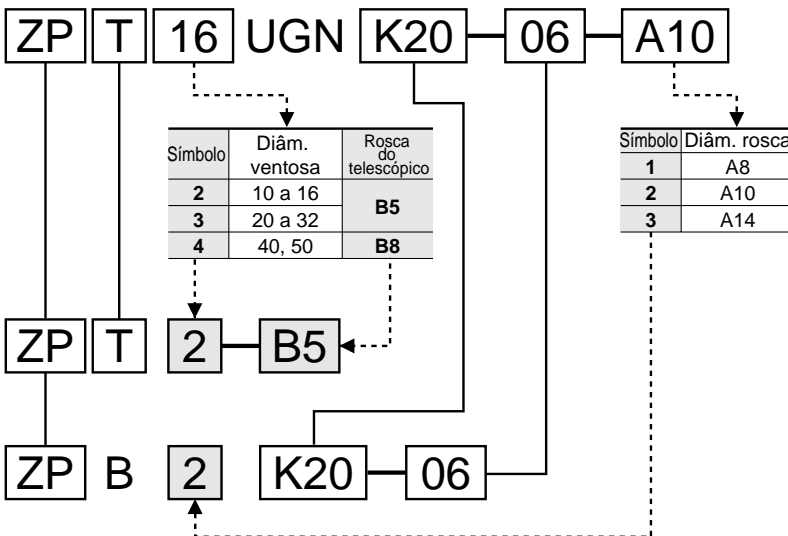 ZP T 16 UGN K20 06 A10
Símbolo Diâm. ventosa Rosca do telescópico
2 10 a 16 B5
3 20 a 32
4 40, 50 B8
Símbolo Diâm. rosca
1 A8
2 A10
3 A14
ZP T 2 B5
ZP B 2 K20 06